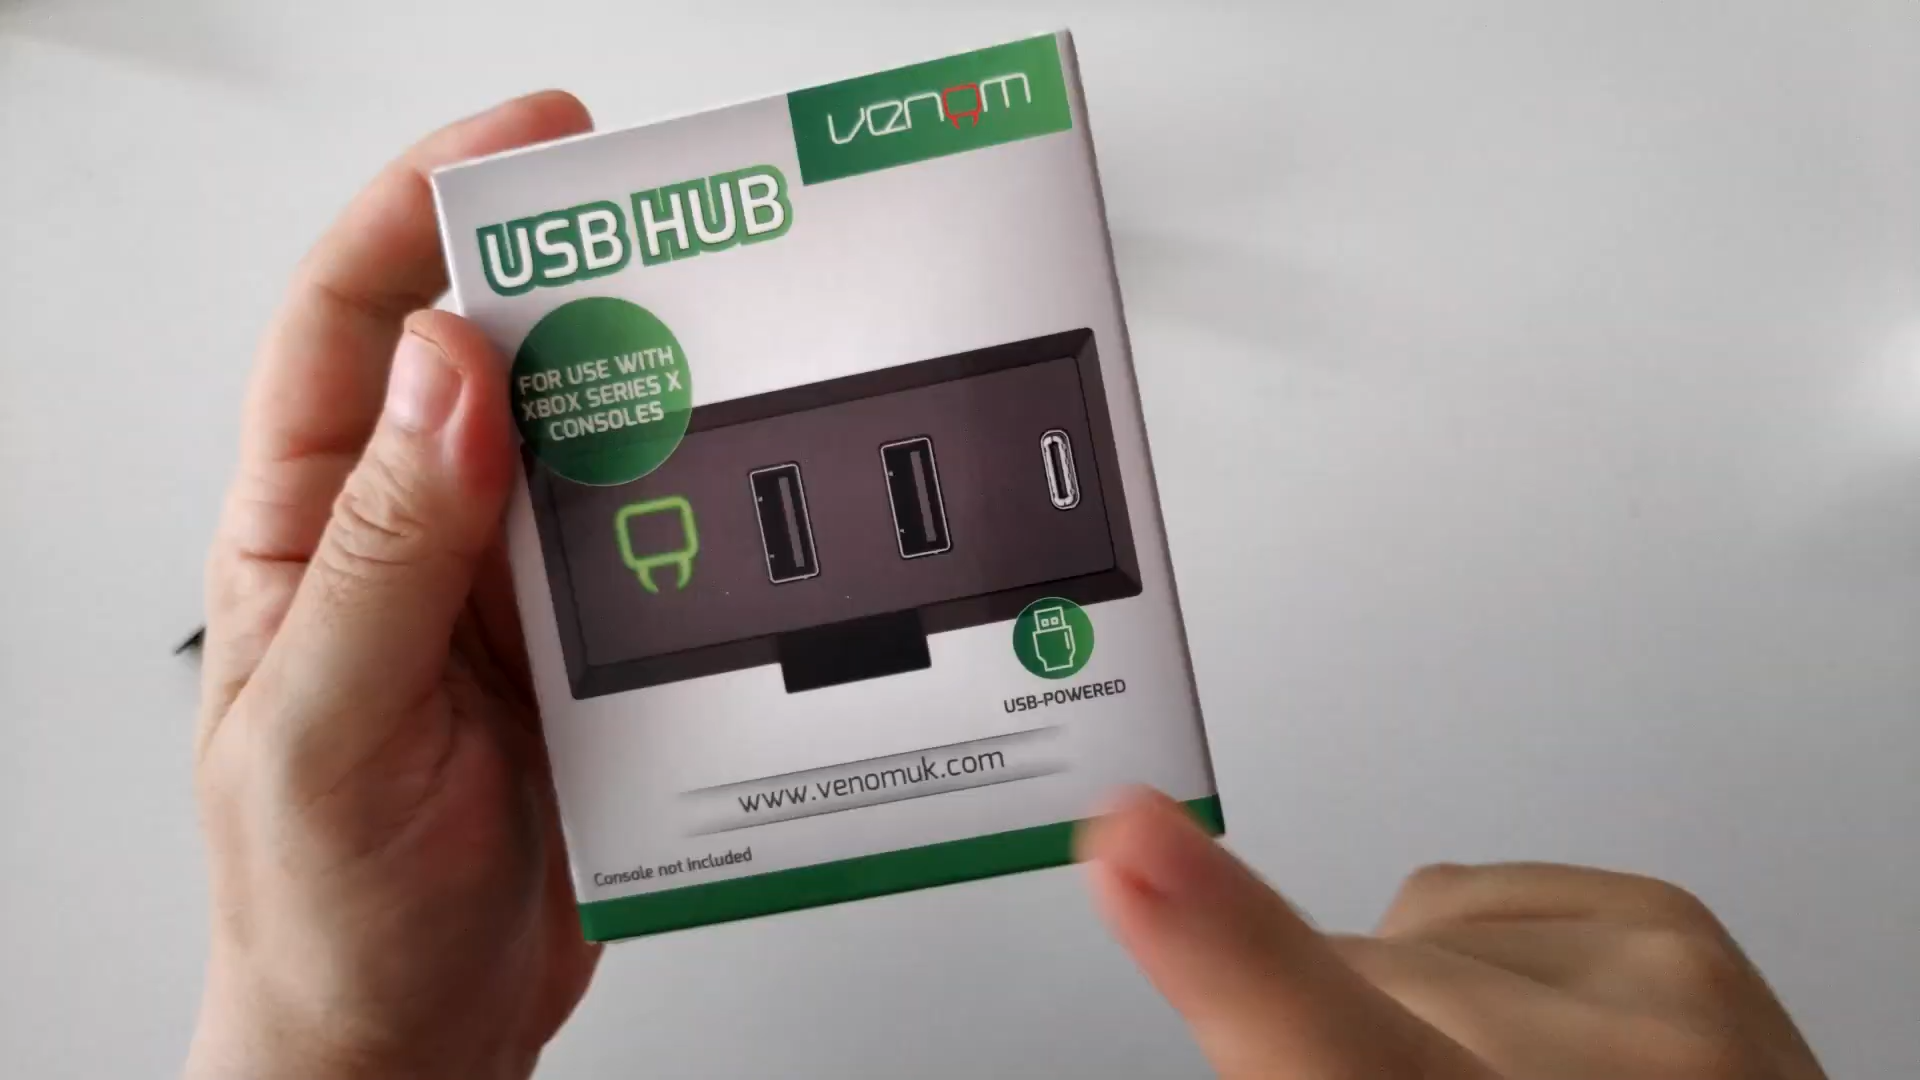 venom
USB HUB
FOR USE WITH
XBOX SERIES X
CONSOLES
USB-POWERED
www.venomuk.com
Console not included